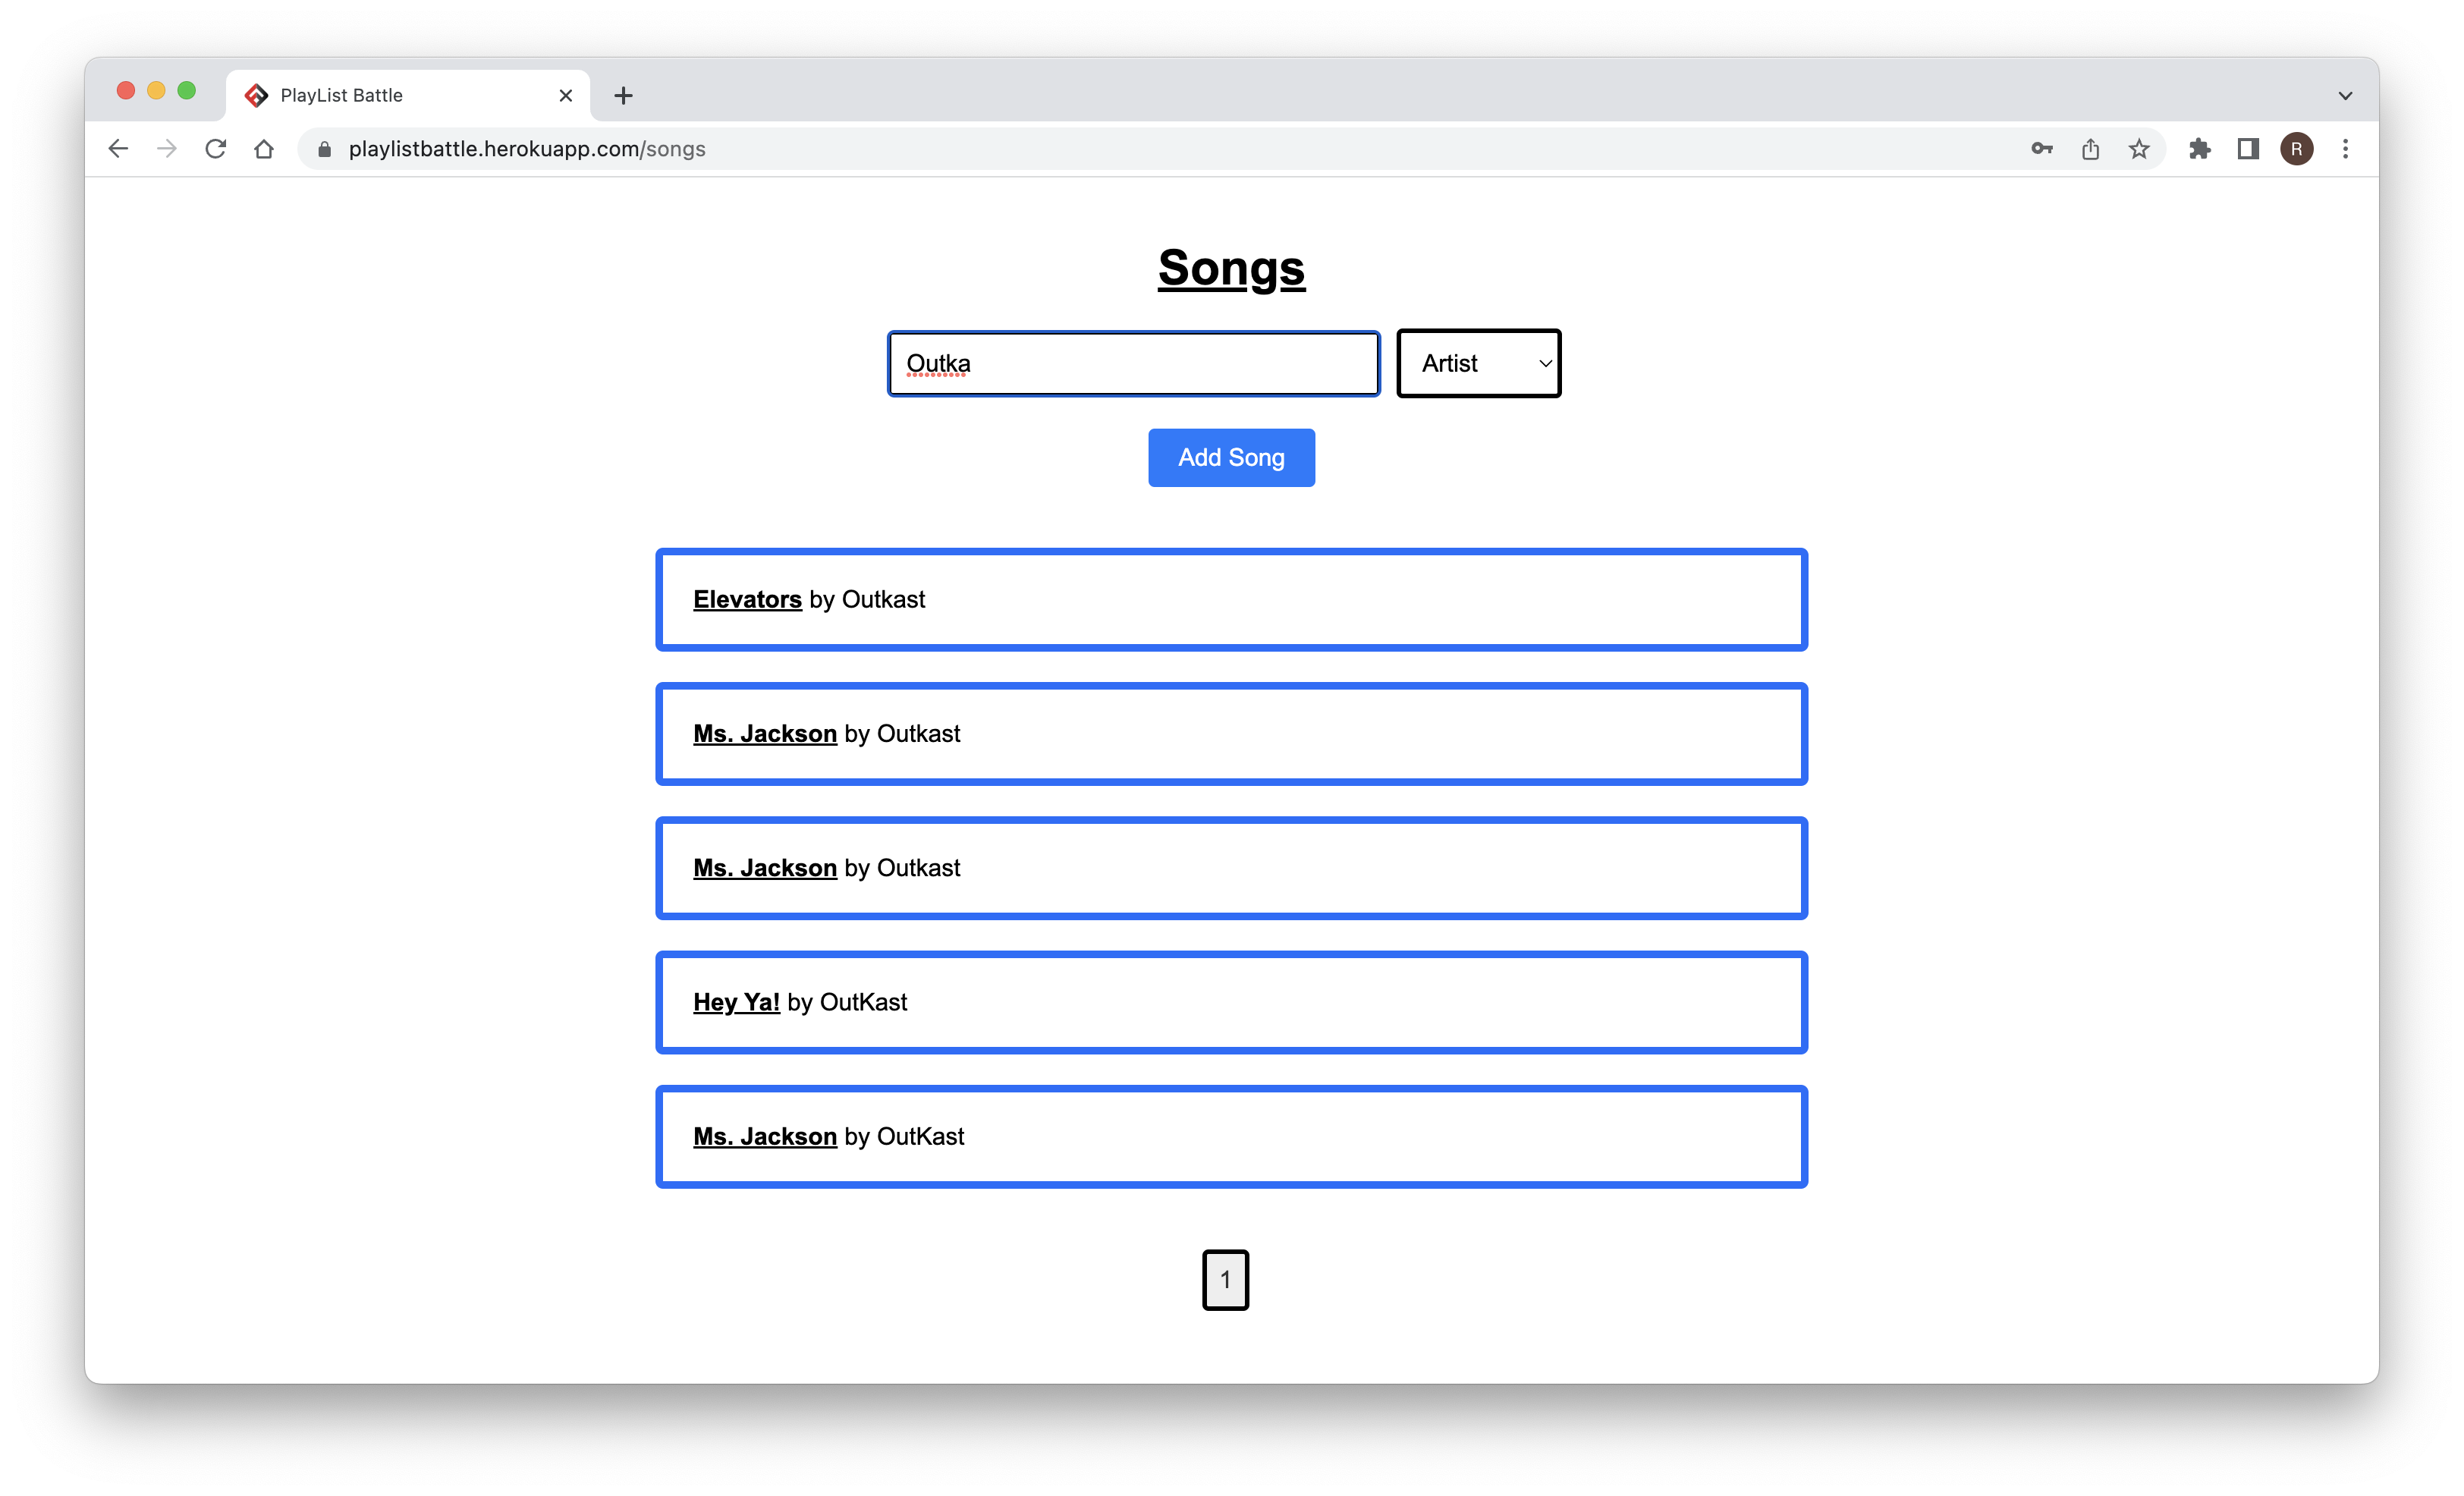 PlayList Battle
playlistbattle.herokuapp.com/songs
R
Songs
Outka
Artist
Add Song
Elevators by Outkast
Ms. Jackson by Outkast
Ms. Jackson by Outkast
Hey Ya! by OutKast
Ms. Jackson by OutKast
1